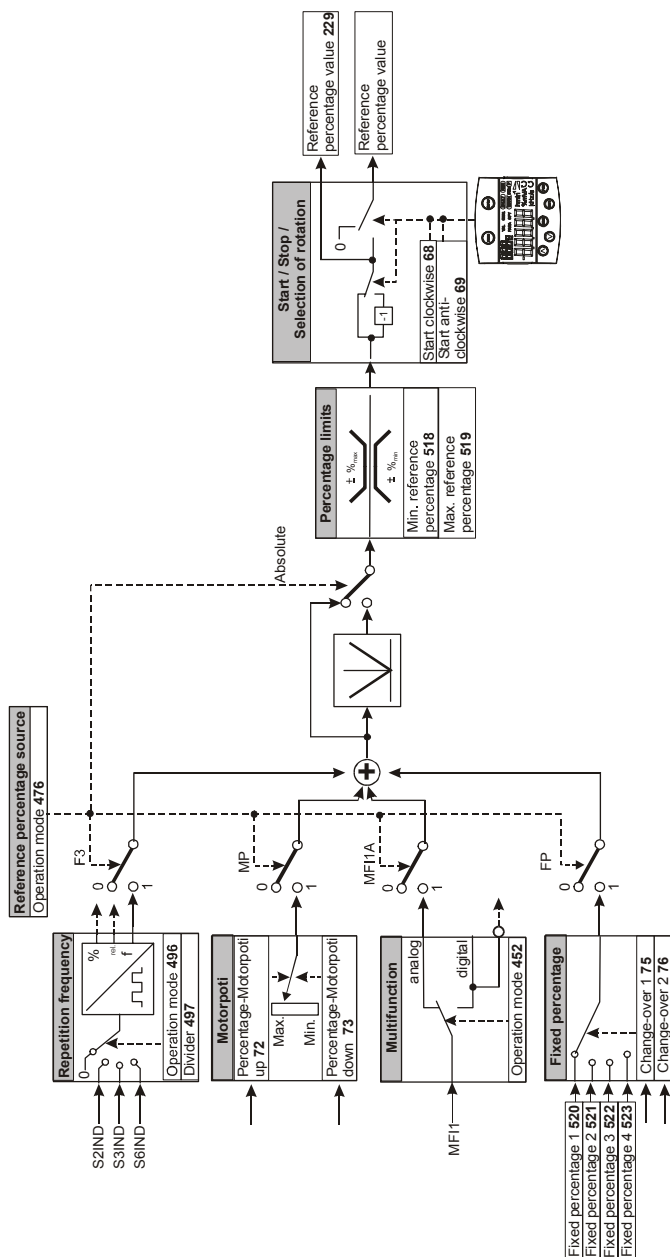 Reference percentage source
Operation mode 476
Repetition frequency
S2IND
S3IND
S6IND
0
%
rel.
f
Operation mode 496
Divider 497
F3
0
1
Motorpoti
Percentage-Motorpoti
up 72
Max.
Min.
Percentage-Motorpoti
down 73
MP
0
1
Multifunction
analog
digital
MFI1
Operation mode 452
MFI1A
0
1
Fixed percentage
Fixed percentage 1 520
Fixed percentage 2 521
Fixed percentage 3 522
Fixed percentage 4 523
Change-over 1 75
Change-over 2 76
FP
0
1
+
Absolute
Percentage limits
± %max
± %min
Min. reference
percentage 518
Max. reference
percentage 519
Start / Stop /
Selection of rotation
-1
0
Start clockwise 68
Start anti-
clockwise 69
Reference
percentage value 229
Reference
percentage value